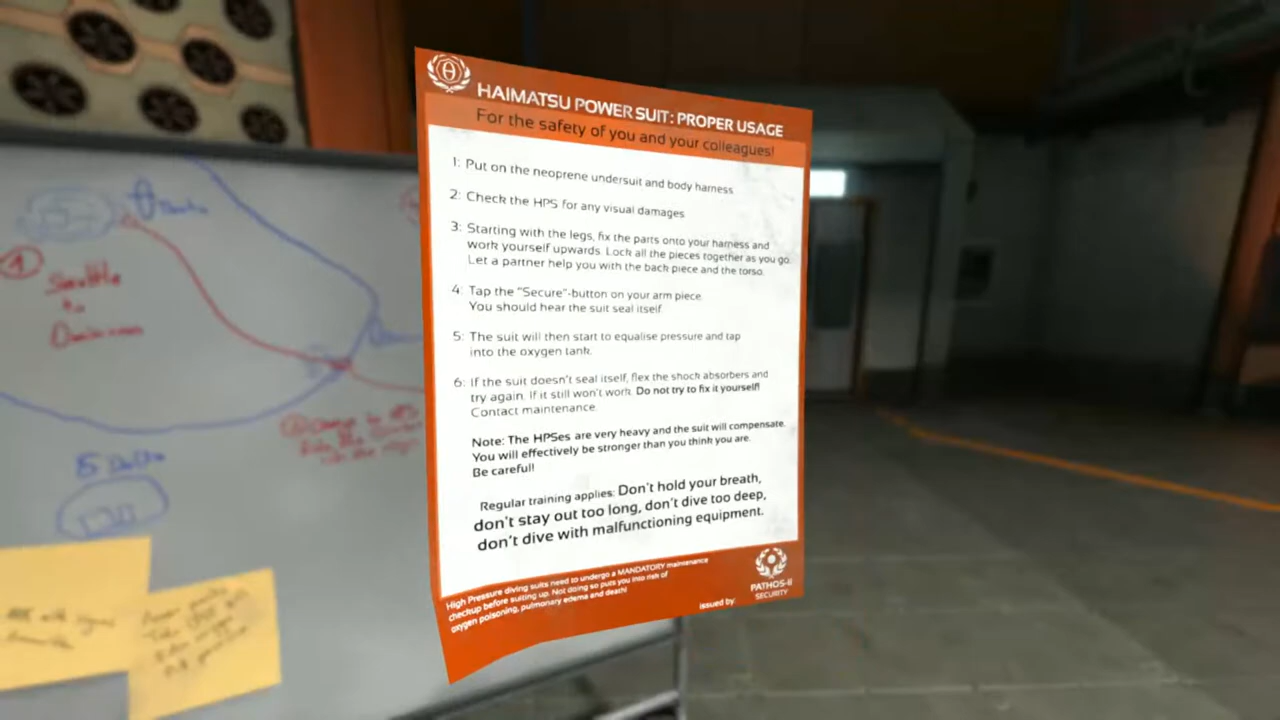 HAIMATSU POWER SUIT: PROPER USAGE
For the safety of you and your colleagues!
1: Put on the neoprene undersuit and body harness
2: Check the HPS for any visual damages
3: Starting with the legs, fix the parts onto your harness and
work yourself upwards. Lock all the pieces together as you go.
Let a partner help you with the back piece and the torso.
4: Tap the "Secure"-button on your arm piece.
You should hear the suit seal itself
5: The suit will then start to equalise pressure and tap
into the oxygen tank.
6: If the suit doesn't seal itself, flex the shock absorbers and
try again. If it still won't work. Do not try to fix it yourself!
Contact maintenance.
Note: The HPSes are very heavy and the suit will compensate.
You will effectively be stronger than you think you are.
Be careful!
Regular training applies: Don't hold your breath,
don't stay out too long, don't dive too deep,
don't dive with malfunctioning equipment.
High Pressure diving suits need to undergo a MANDATORY maintenance
checkup before suiting up. Not doing so puts you into risk of
oxygen poisoning, pulmonary edema and death!
Issued by:
PATHOS-II
SECURITY
1
Shuttle
to